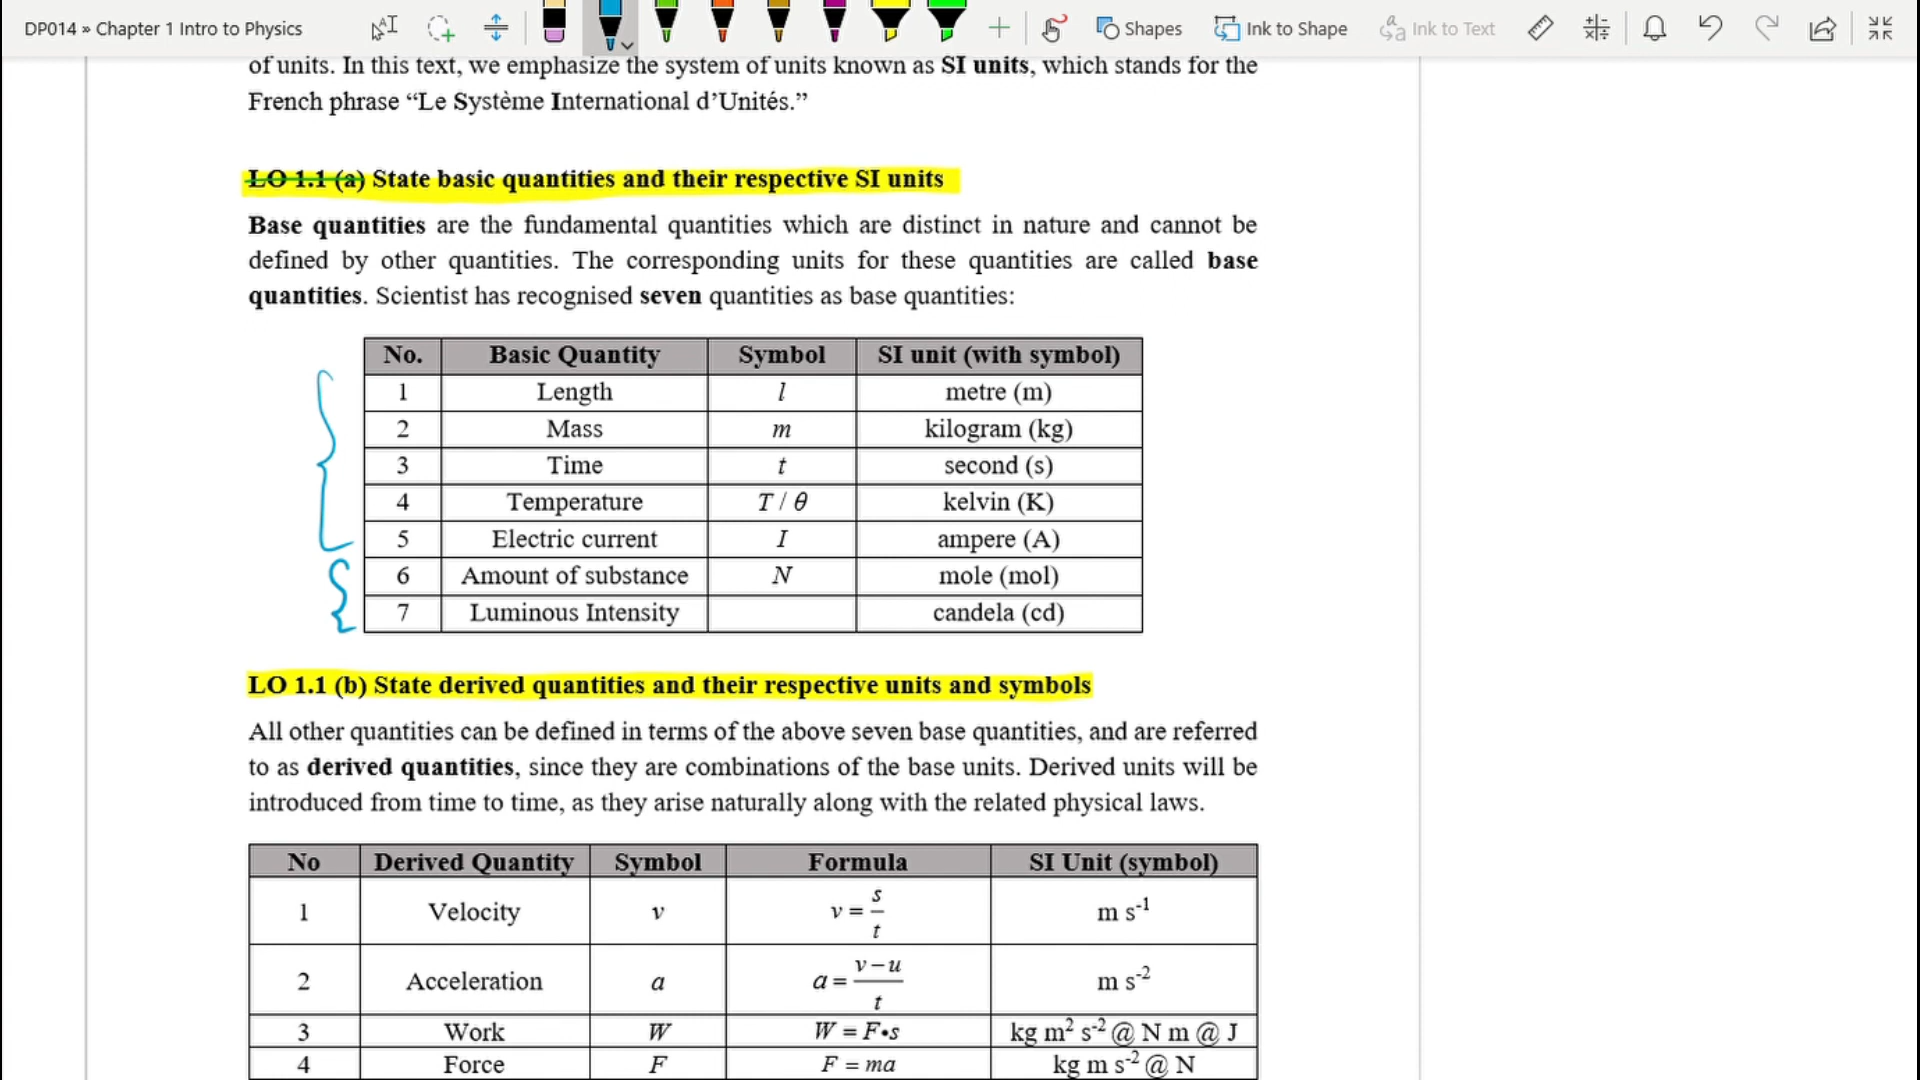 DP014 » Chapter 1 Intro to Physics
Shapes
Ink to Shape
Ink to Text
of units. In this text, we emphasize the system of units known as SI units, which stands for the
French phrase “Le Système International d’Unités.”
LO 1.1 (a) State basic quantities and their respective SI units
Base quantities are the fundamental quantities which are distinct in nature and cannot be
defined by other quantities. The corresponding units for these quantities are called base
quantities. Scientist has recognised seven quantities as base quantities:
No. Basic Quantity Symbol SI unit (with symbol)
1 Length l metre (m)
2 Mass m kilogram (kg)
3 Time t second (s)
4 Temperature T / θ kelvin (K)
5 Electric current I ampere (A)
6 Amount of substance N mole (mol)
7 Luminous Intensity candela (cd)
LO 1.1 (b) State derived quantities and their respective units and symbols
All other quantities can be defined in terms of the above seven base quantities, and are referred
to as derived quantities, since they are combinations of the base units. Derived units will be
introduced from time to time, as they arise naturally along with the related physical laws.
No Derived Quantity Symbol Formula SI Unit (symbol)
1 Velocity v v = s/t m s⁻¹
2 Acceleration a a = (v − u)/t m s⁻²
3 Work W W = F•s kg m² s⁻² @ N m @ J
4 Force F F = ma kg m s⁻² @ N